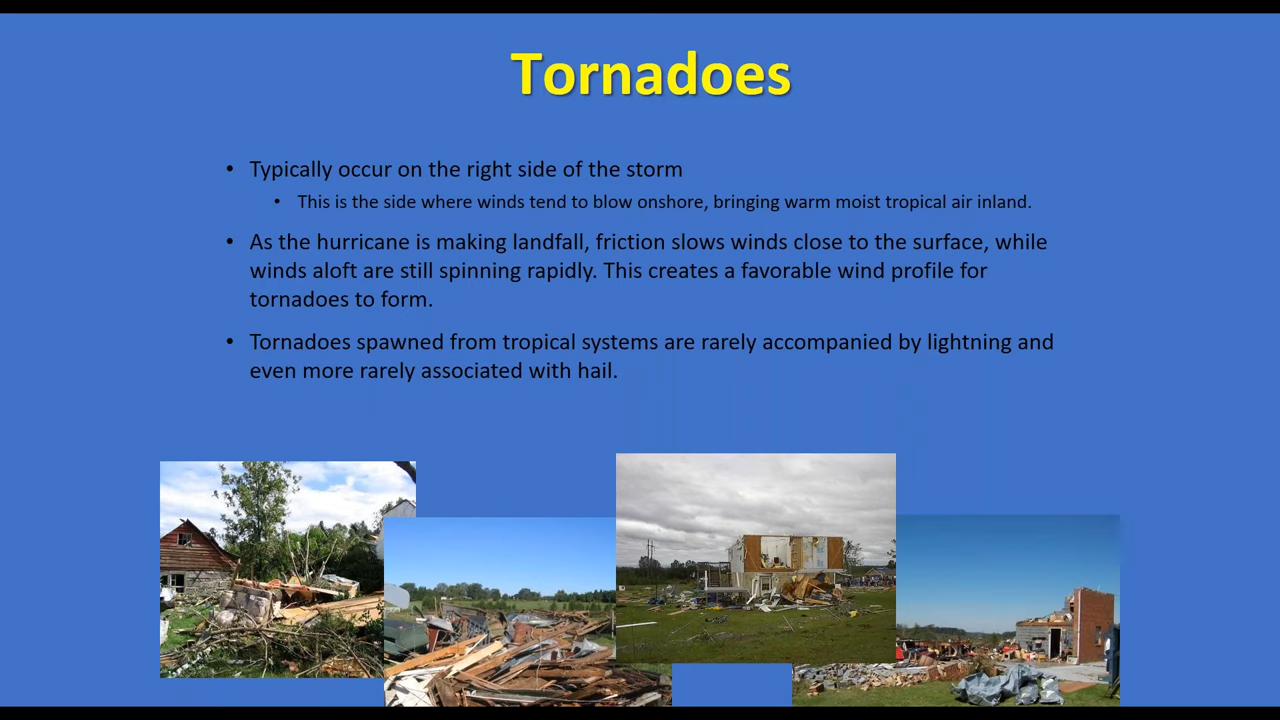 Tornadoes
• Typically occur on the right side of the storm
• This is the side where winds tend to blow onshore, bringing warm moist tropical air inland.
• As the hurricane is making landfall, friction slows winds close to the surface, while
winds aloft are still spinning rapidly. This creates a favorable wind profile for
tornadoes to form.
• Tornadoes spawned from tropical systems are rarely accompanied by lightning and
even more rarely associated with hail.